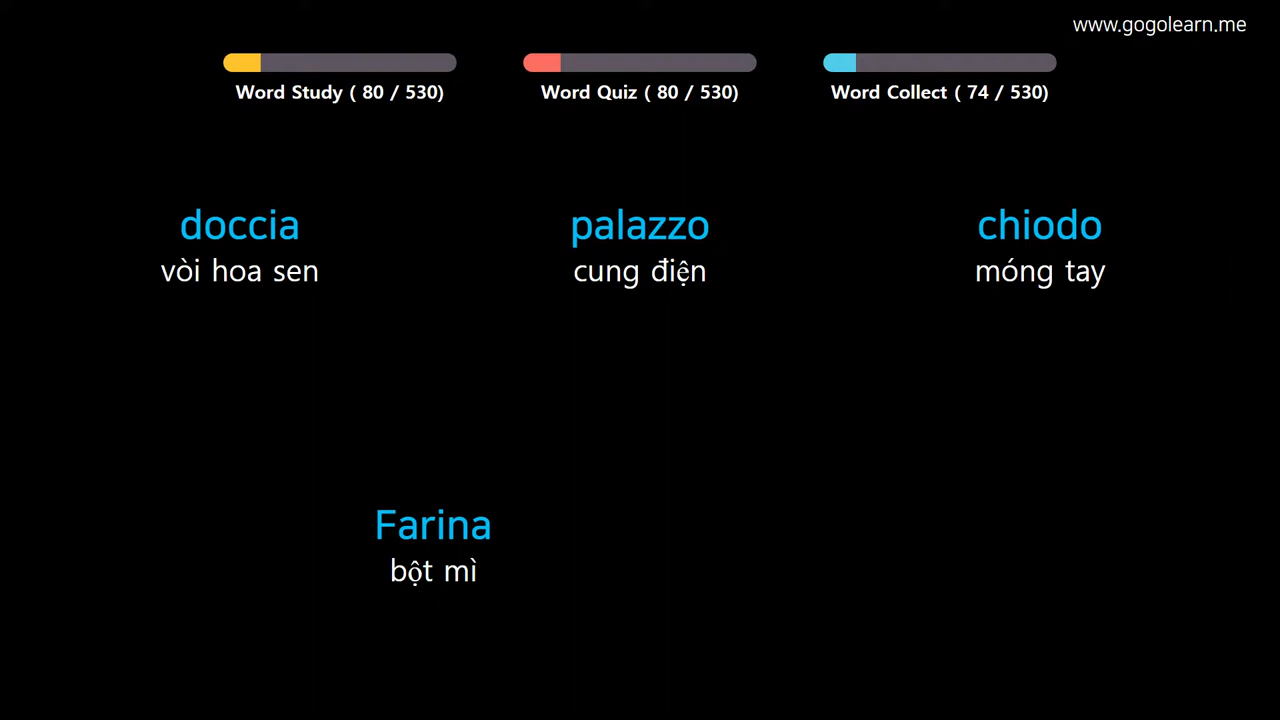 www.gogolearn.me
Word Study ( 80 / 530)
Word Quiz ( 80 / 530)
Word Collect ( 74 / 530)
doccia
vòi hoa sen
palazzo
cung điện
chiodo
móng tay
Farina
bột mì